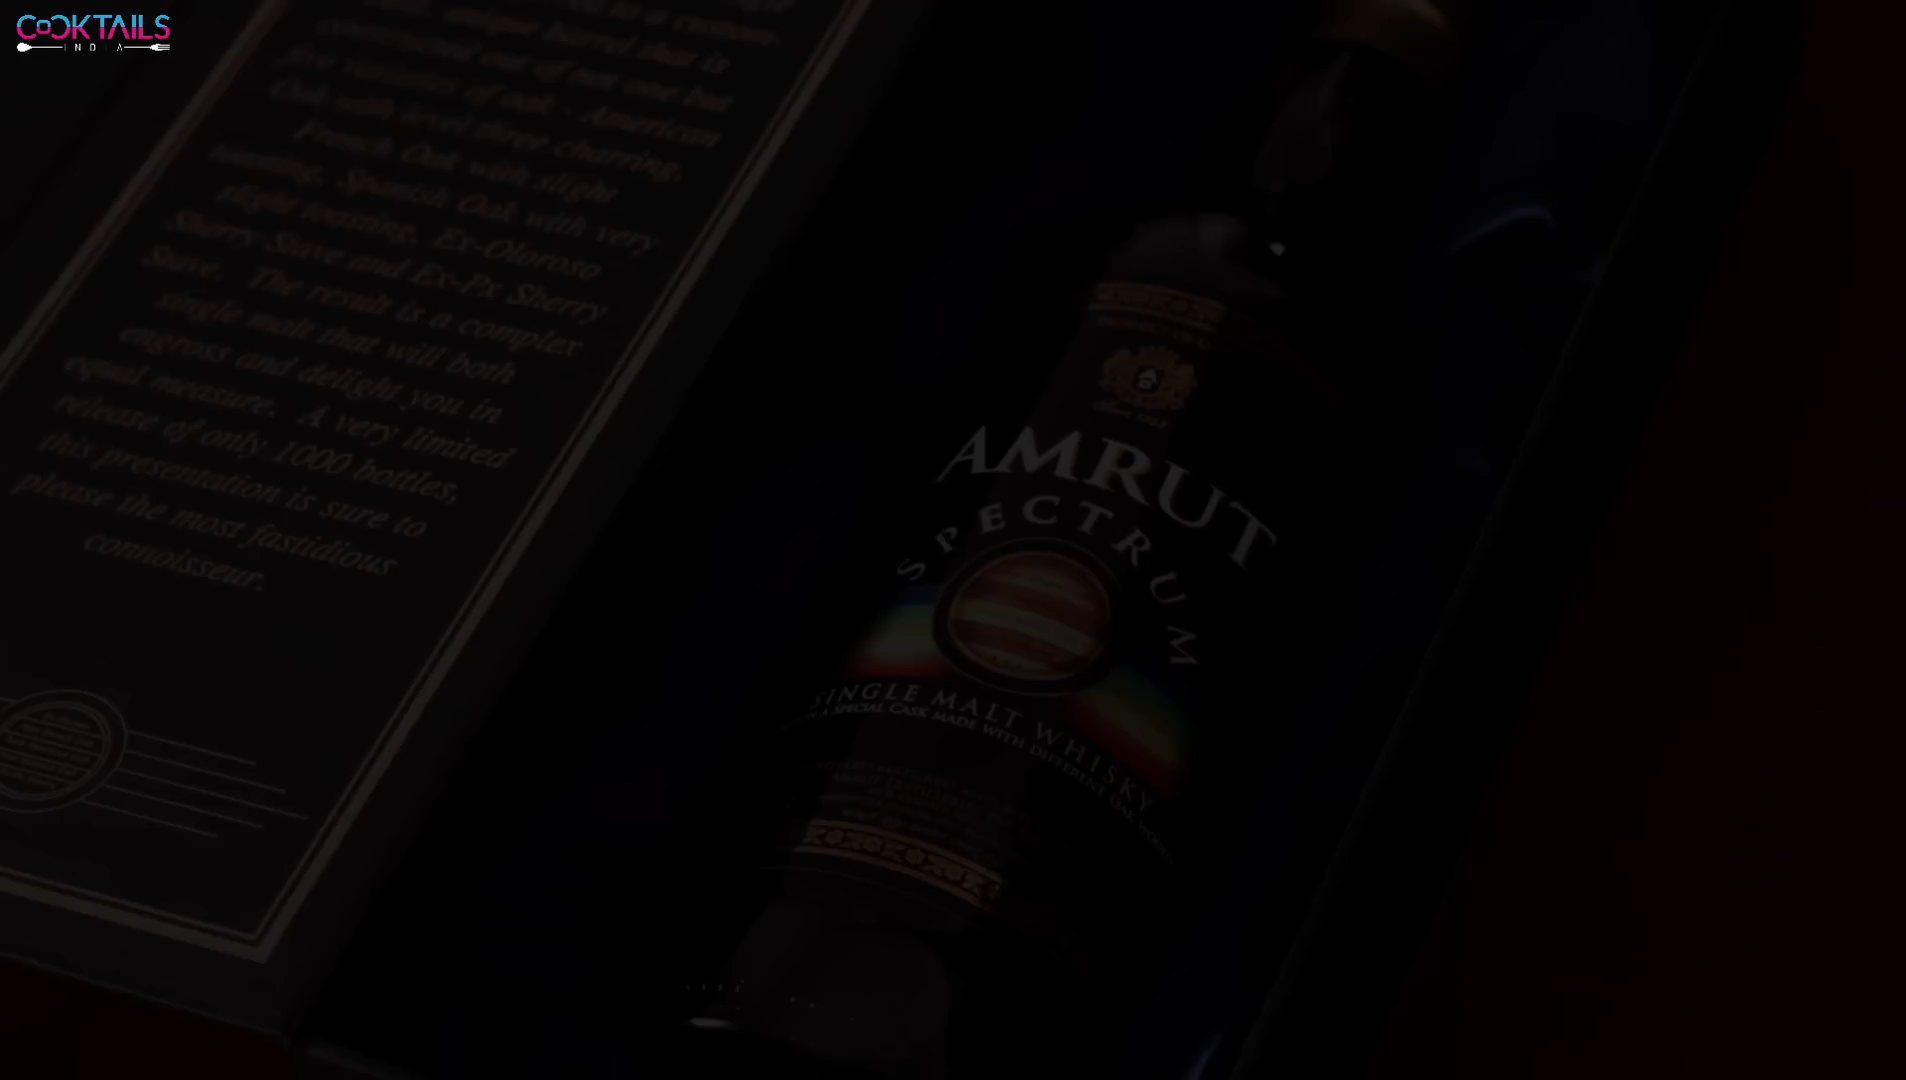 COOKTAILS
INDIA
unique barrel that is
constructed out of not one but
five varieties of oak - American
Oak with level three charring,
French Oak with slight
toasting, Spanish Oak with very
slight toasting, Ex-Oloroso
Sherry Stave and Ex-Px Sherry
Stave. The result is a complex
single malt that will both
engross and delight you in
equal measure. A very limited
release of only 1000 bottles,
this presentation is sure to
please the most fastidious
connoisseur.
AMRUT
SPECTRUM
SINGLE MALT WHISKY
A SPECIAL CASK MADE WITH DIFFERENT OAK